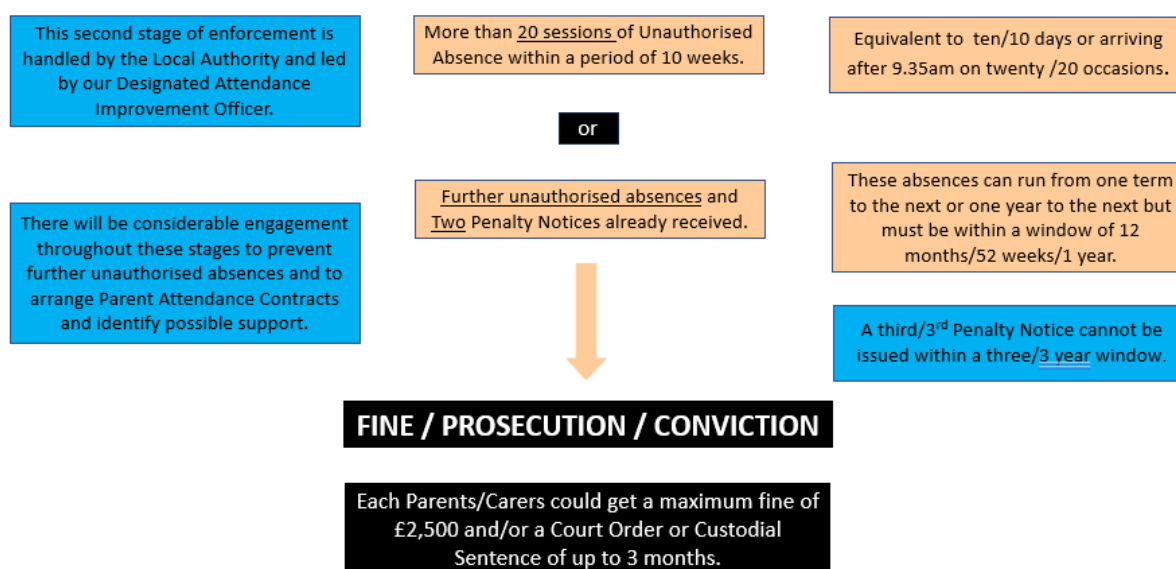 This second stage of enforcement is
handled by the Local Authority and led
by our Designated Attendance
Improvement Officer.
More than 20 sessions of Unauthorised
Absence within a period of 10 weeks.
Equivalent to ten/10 days or arriving
after 9.35am on twenty /20 occasions.
or
There will be considerable engagement
throughout these stages to prevent
further unauthorised absences and to
arrange Parent Attendance Contracts
and identify possible support.
Further unauthorised absences and
Two Penalty Notices already received.
These absences can run from one term
to the next or one year to the next but
must be within a window of 12
months/52 weeks/1 year.
A third/3rd Penalty Notice cannot be
issued within a three/3 year window.
FINE / PROSECUTION / CONVICTION
Each Parents/Carers could get a maximum fine of
£2,500 and/or a Court Order or Custodial
Sentence of up to 3 months.